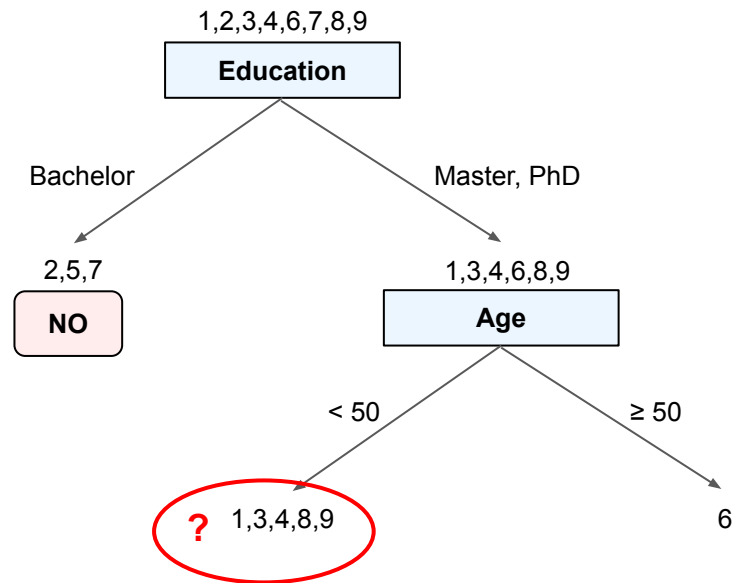 1,2,3,4,6,7,8,9
Education
Bachelor
Master, PhD
2,5,7
NO
1,3,4,6,8,9
Age
< 50
≥ 50
? 1,3,4,8,9
6